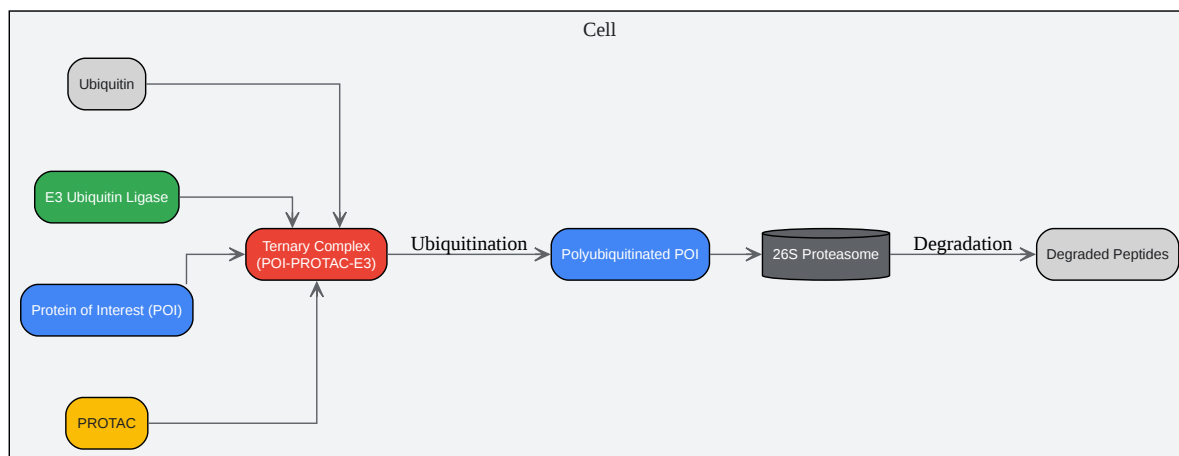 Cell
Ubiquitin
E3 Ubiquitin Ligase
Protein of Interest (POI)
PROTAC
Ternary Complex
(POI-PROTAC-E3)
Ubiquitination
Polyubiquitinated POI
26S Proteasome
Degradation
Degraded Peptides